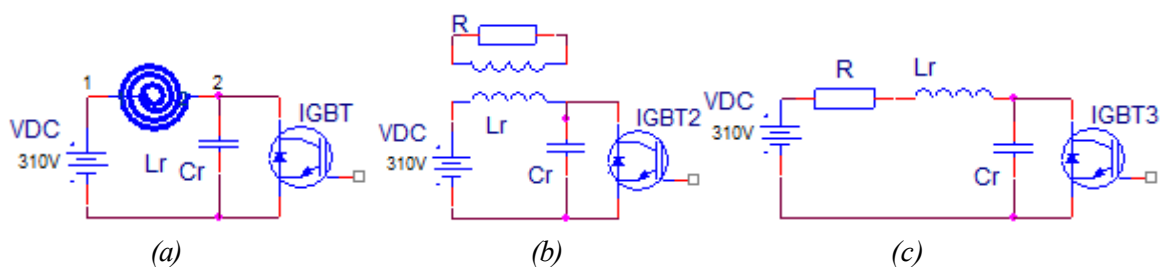 1
2
IGBT
VDC
310V
Lr
Cr
(a)
R
Lr
IGBT2
VDC
310V
Cr
(b)
R
Lr
VDC
310V
IGBT3
Cr
(c)